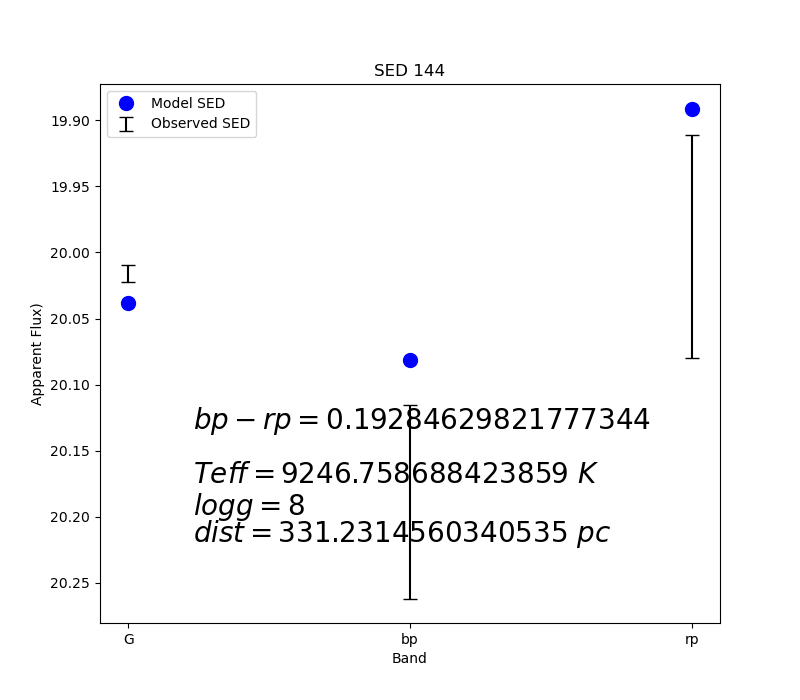 SED 144
Model SED
Observed SED
19.90
19.95
20.00
20.05
20.10
20.15
20.20
20.25
Apparent Flux)
bp − rp = 0.19284629821777344
Teff = 9246.758688423859 K
logg = 8
dist = 331.2314560340535 pc
G
bp
rp
Band